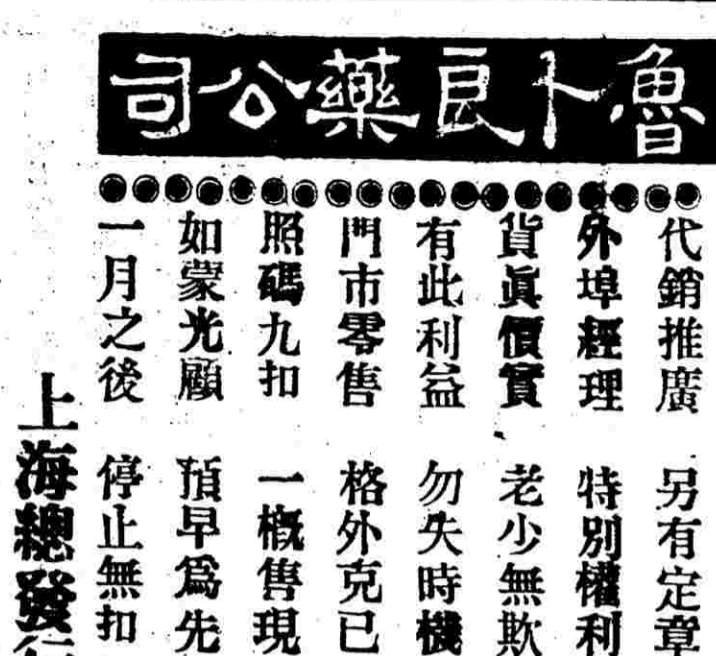 魯卜良藥公司
代銷推廣 另有定章
外埠經理 特別權利
貨眞價實 老少無欺
有此利益 勿失時機
門市零售 格外克已
照碼九扣 一槪售現
如蒙光顧 預早爲先
一月之後 停止無扣
上海總發行